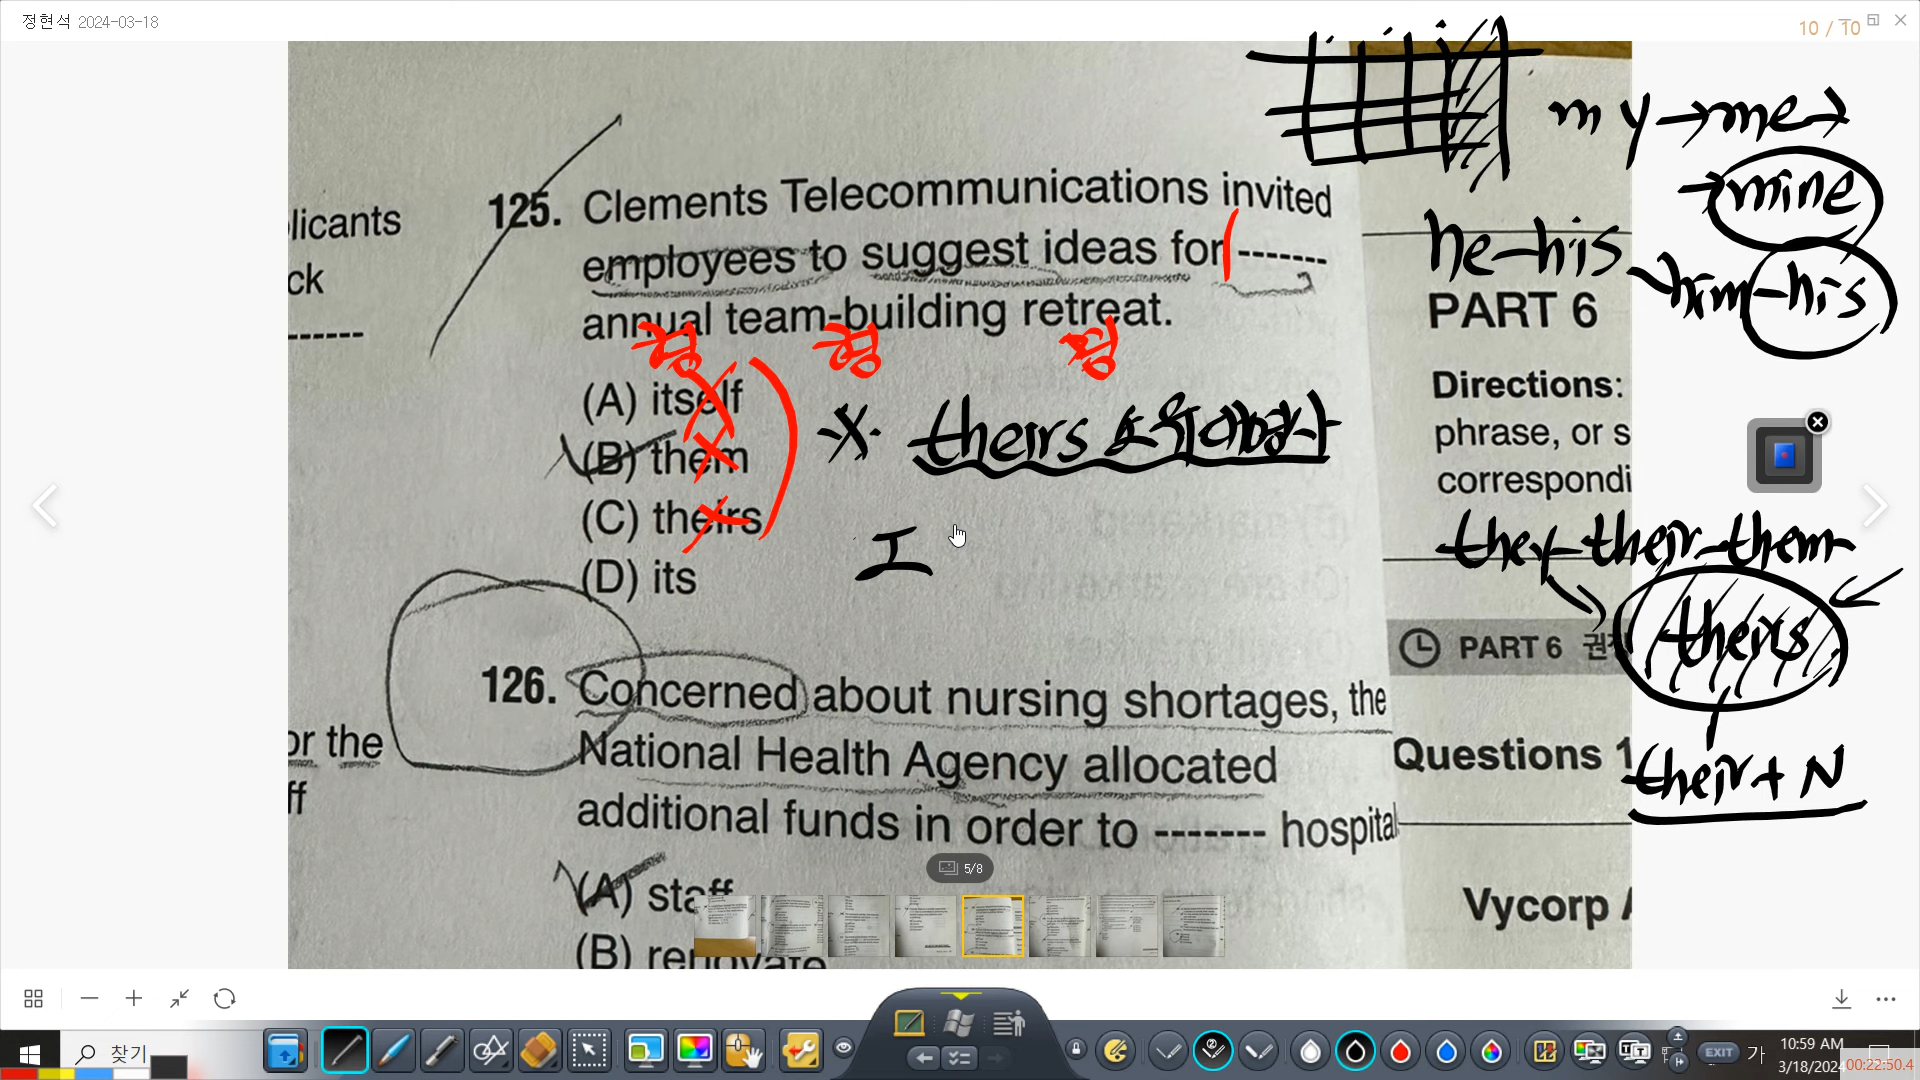 정현석 2024-03-18
10 / 10
licants
ck
or the
ff
125. Clements Telecommunications invited
employees to suggest ideas for -------
annual team-building retreat.
형 형 명
(A) itself
(B) them
(C) theirs
(D) its
theirs 소유대명사
I
126. Concerned about nursing shortages, the
National Health Agency allocated
additional funds in order to ------- hospital
(A) staff
(B) renovate
my → me →
→ mine
he - his
him - his
PART 6
Directions:
phrase, or s
correspondi
they - their - them -
theirs
PART 6
their + N
Questions 1
Vycorp
5/8
찾기
EXIT
가
10:59 AM
3/18/2024
00:22:50.4